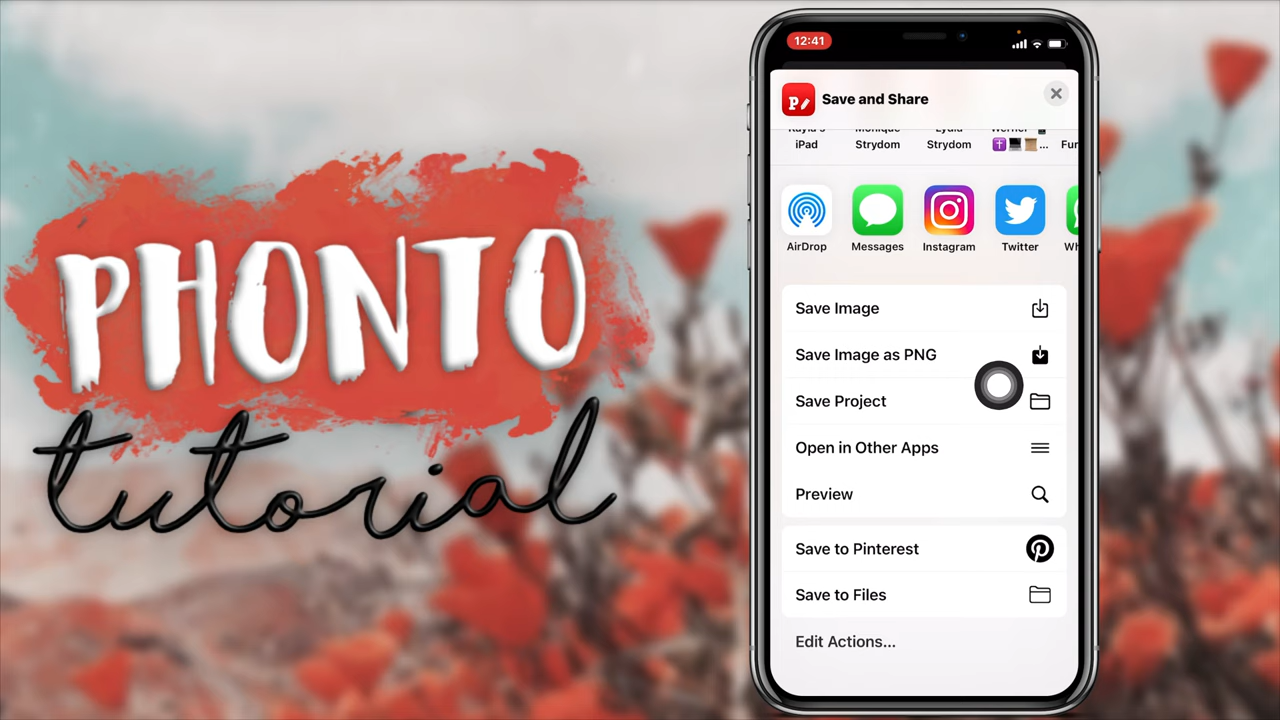 PHONTO
tutorial
12:41
Save and Share
iPad
Monique
Strydom
Lydia
Strydom
AirDrop
Messages
Instagram
Twitter
Save Image
Save Image as PNG
Save Project
Open in Other Apps
Preview
Save to Pinterest
Save to Files
Edit Actions...